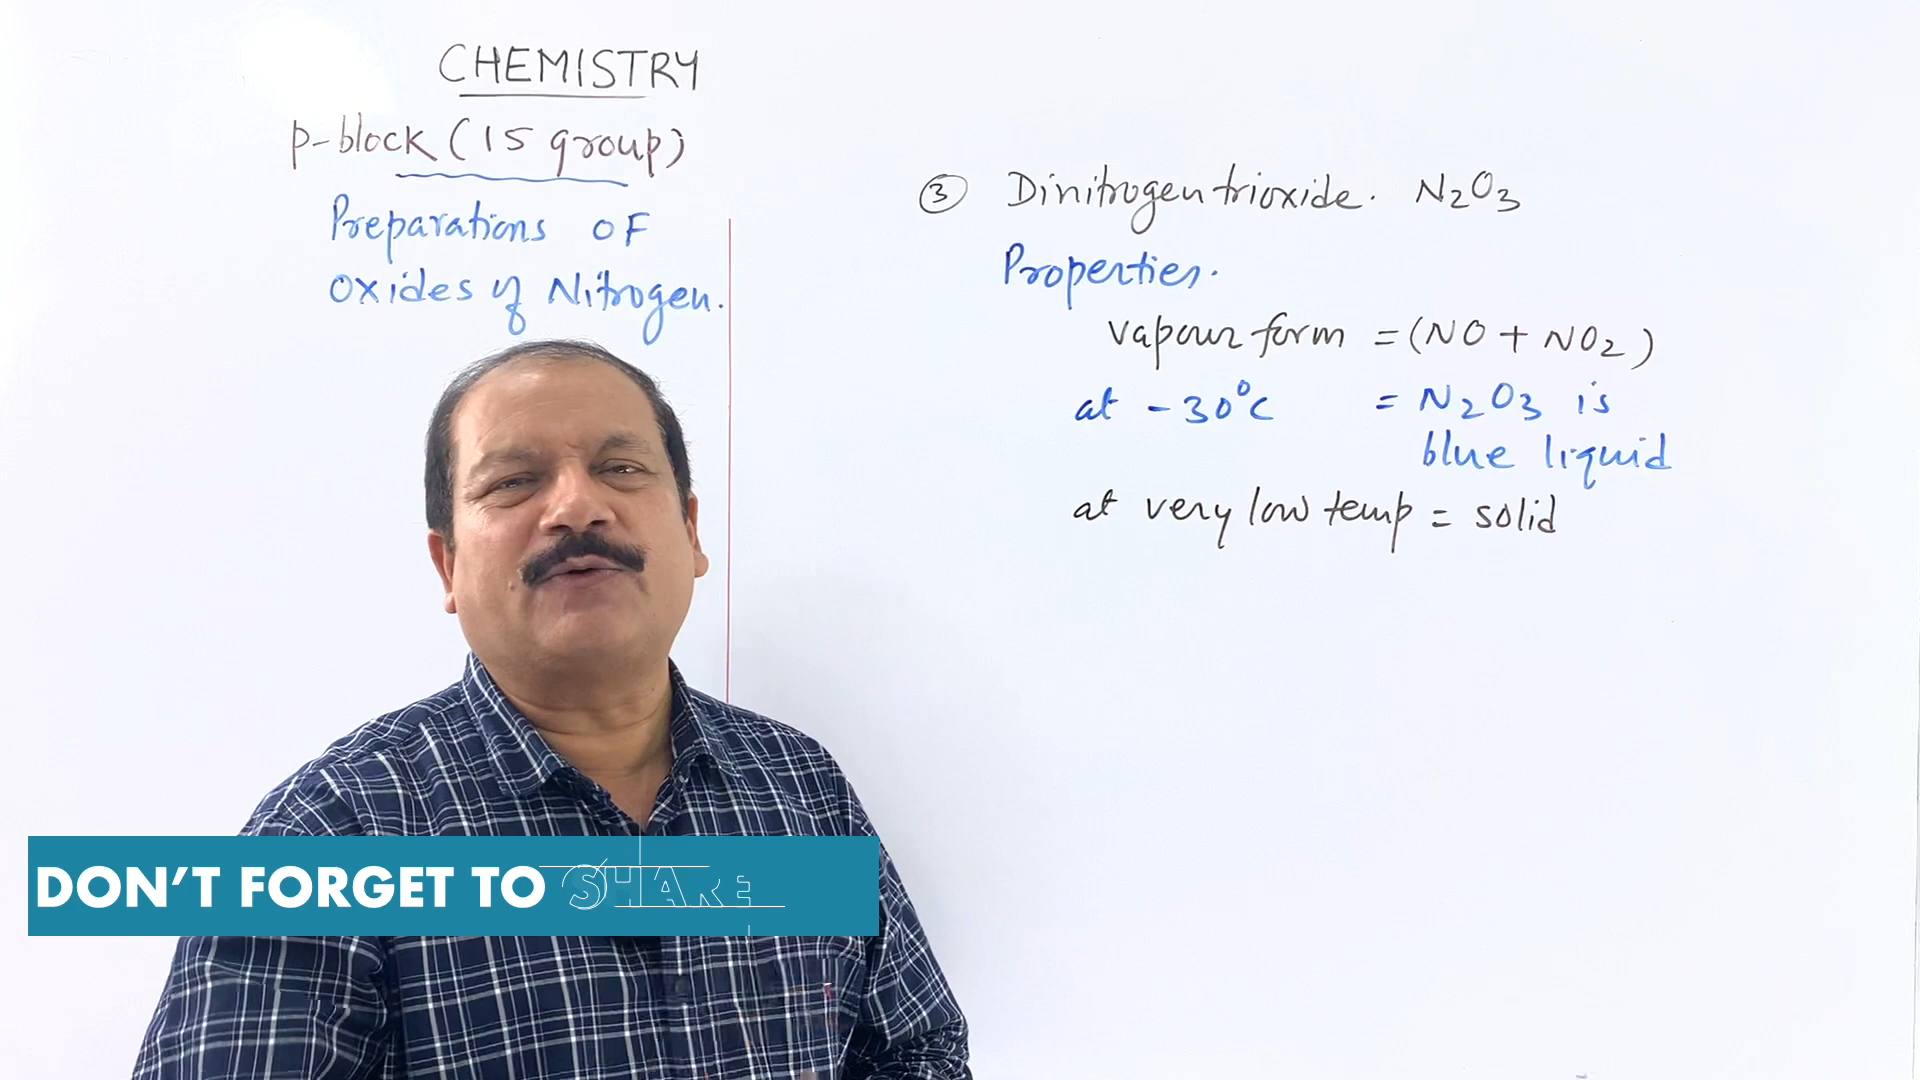 CHEMISTRY
p-block (15 group)
Preparations OF
Oxides of Nitrogen.
③ Dinitrogen trioxide. N2O3
Properties.
vapour form = (NO + NO2)
at -30°C = N2O3 is
blue liquid
at very low temp = solid
DON'T FORGET TO SHARE